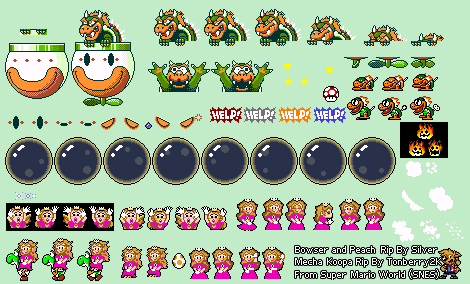 HELP! HELP! HELP! HELP!
Bowser and Peach Rip By Silver
Mecha Koopa Rip By Tonberry2K
From Super Mario World (SNES)